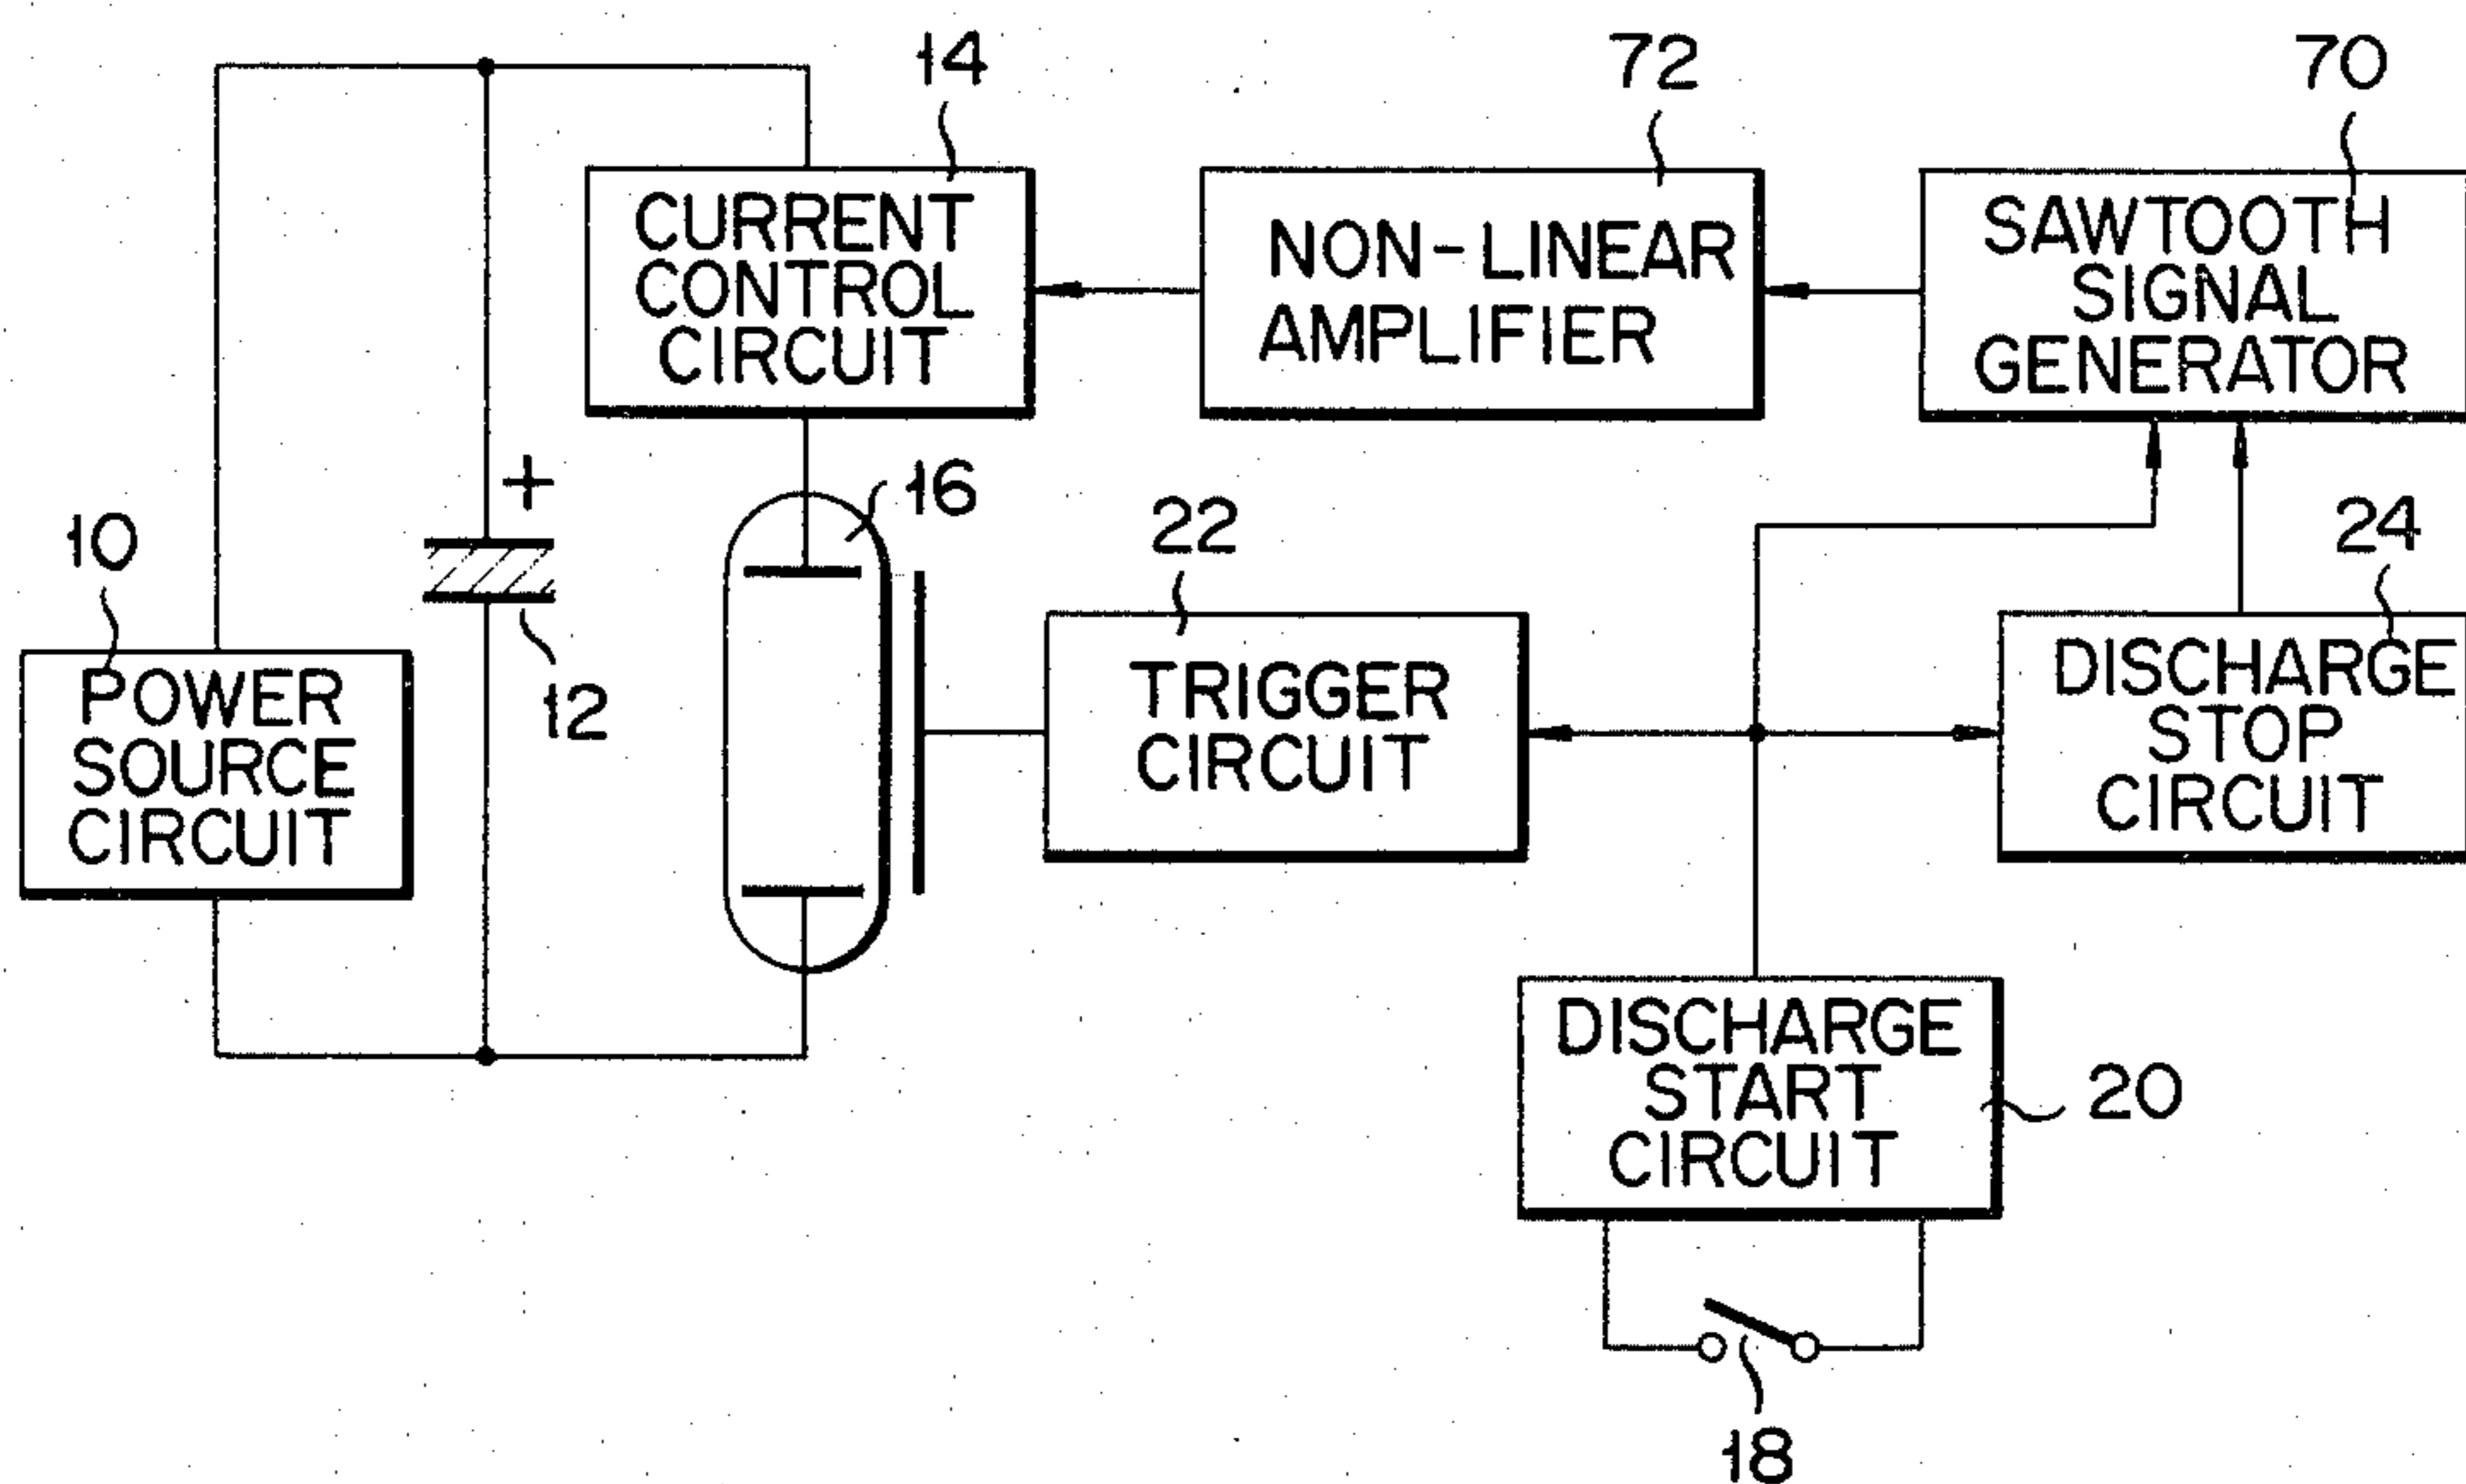 14
72
70
CURRENT
CONTROL
CIRCUIT
NON-LINEAR
AMPLIFIER
SAWTOOTH
SIGNAL
GENERATOR
+
16
10
22
24
12
POWER
SOURCE
CIRCUIT
TRIGGER
CIRCUIT
DISCHARGE
STOP
CIRCUIT
DISCHARGE
START
CIRCUIT
20
18